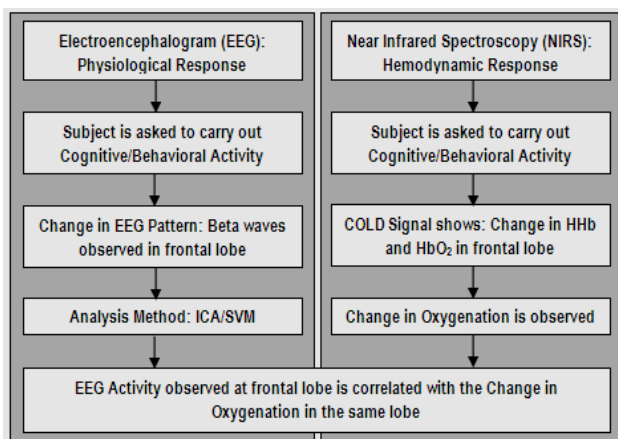 Electroencephalogram (EEG):
Physiological Response
Subject is asked to carry out
Cognitive/Behavioral Activity
Change in EEG Pattern: Beta waves
observed in frontal lobe
Analysis Method: ICA/SVM
Near Infrared Spectroscopy (NIRS):
Hemodynamic Response
Subject is asked to carry out
Cognitive/Behavioral Activity
COLD Signal shows: Change in HHb
and HbO₂ in frontal lobe
Change in Oxygenation is observed
EEG Activity observed at frontal lobe is correlated with the Change in
Oxygenation in the same lobe